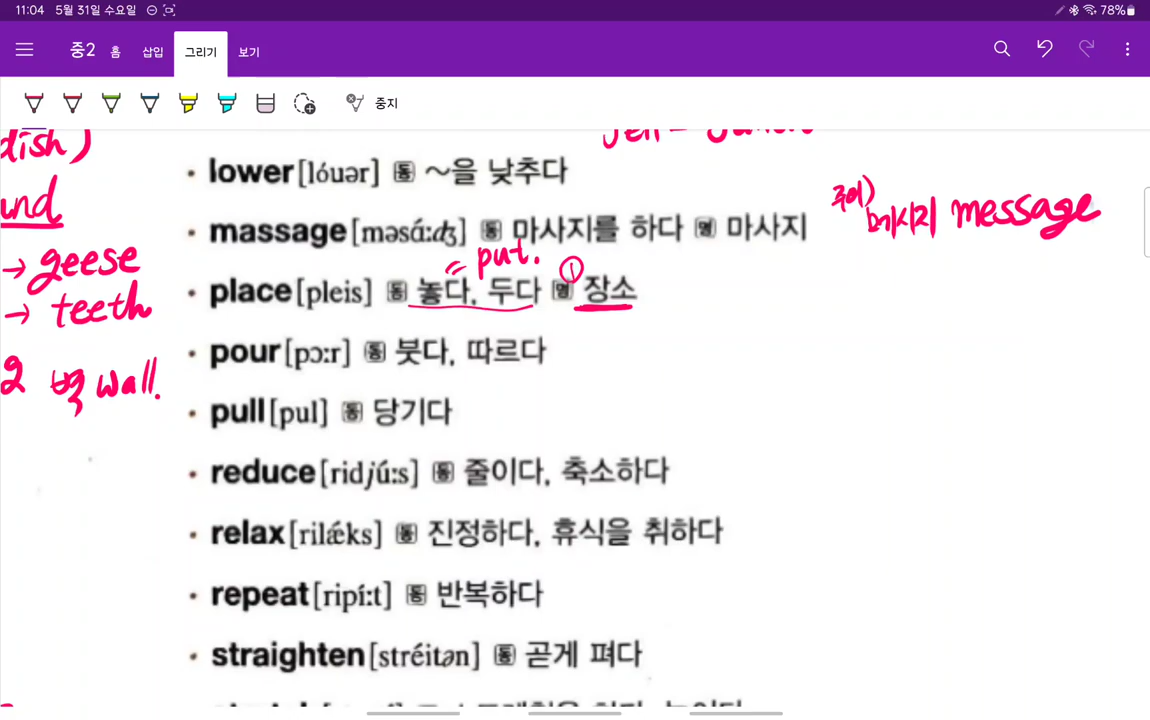 11:04 5월 31일 수요일 78%
중2 홈 삽입 그리기 보기
중지
dish)
und
→ geese
→ teeth
벽 wall.
• lower[lóuər] 동 ～을 낮추다
주의)
메시지 message
• massage[məsɑ́ːʤ] 동 마사지를 하다 명 마사지
= put. ①
• place[pleis] 동 놓다, 두다 명 장소
• pour[pɔːr] 동 붓다, 따르다
• pull[pul] 동 당기다
• reduce[ridjúːs] 동 줄이다, 축소하다
• relax[rilǽks] 동 진정하다, 휴식을 취하다
• repeat[ripíːt] 동 반복하다
• straighten[stréitən] 동 곧게 펴다